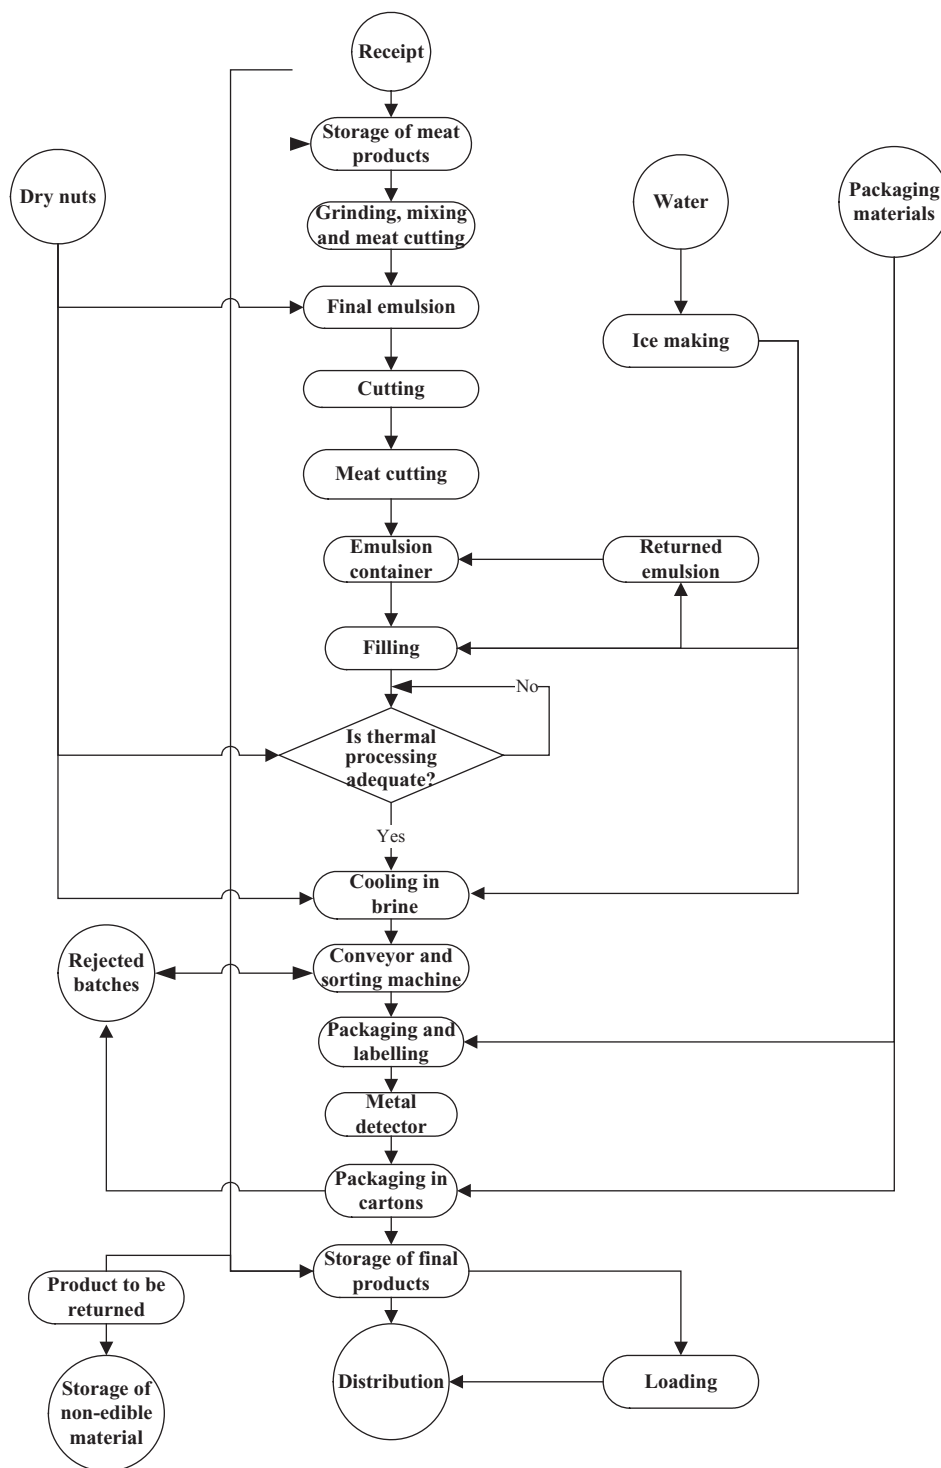 Receipt
Storage of meat
products
Dry nuts
Water
Packaging
materials
Grinding, mixing
and meat cutting
Final emulsion
Ice making
Cutting
Meat cutting
Emulsion
container
Returned
emulsion
Filling
No
Is thermal
processing
adequate?
Yes
Cooling in
brine
Rejected
batches
Conveyor and
sorting machine
Packaging and
labelling
Metal
detector
Packaging in
cartons
Storage of final
products
Product to be
returned
Storage of
non-edible
material
Distribution
Loading